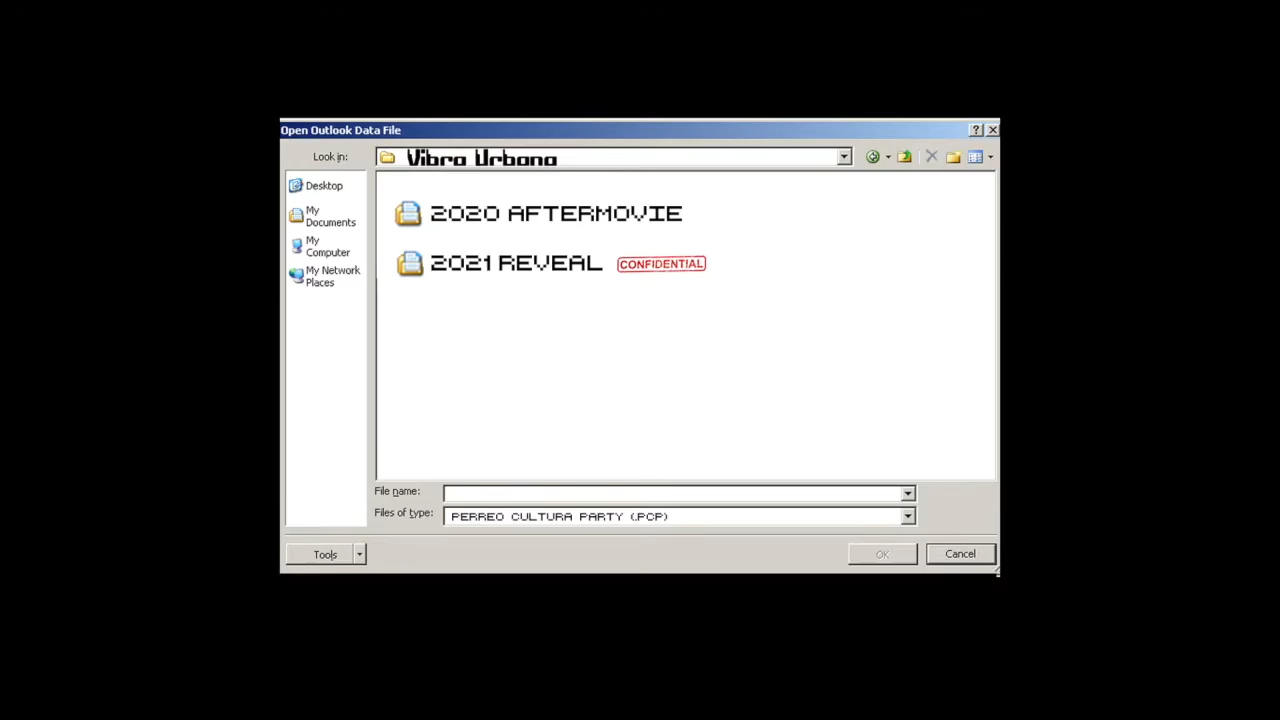 Open Outlook Data File
Look in:
Vibra Urbana
Desktop
My
Documents
My
Computer
My Network
Places
2020 AFTERMOVIE
2021 REVEAL
CONFIDENTIAL
File name:
Files of type:
PERREO CULTURA PARTY (.PCP)
Tools
OK
Cancel